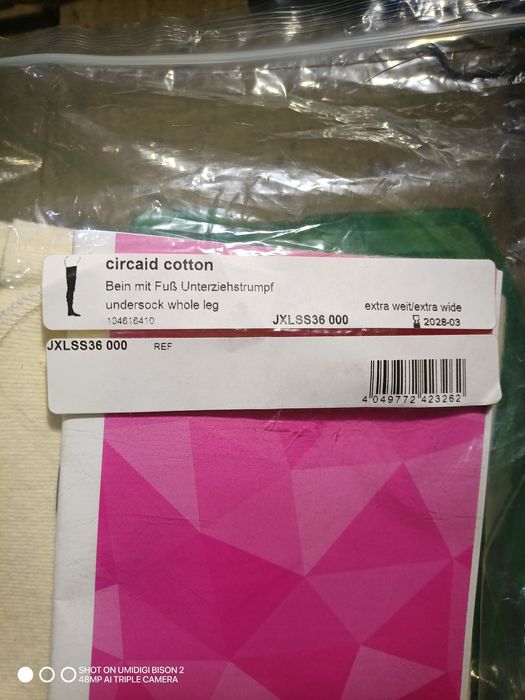 circaid cotton
Bein mit Fuß Unterziehstrumpf
undersock whole leg
104616410
JXLSS36 000
extra weit/extra wide
2028-03
JXLSS36 000 REF
4 049772 423262
SHOT ON UMIDIGI BISON 2
48MP AI TRIPLE CAMERA